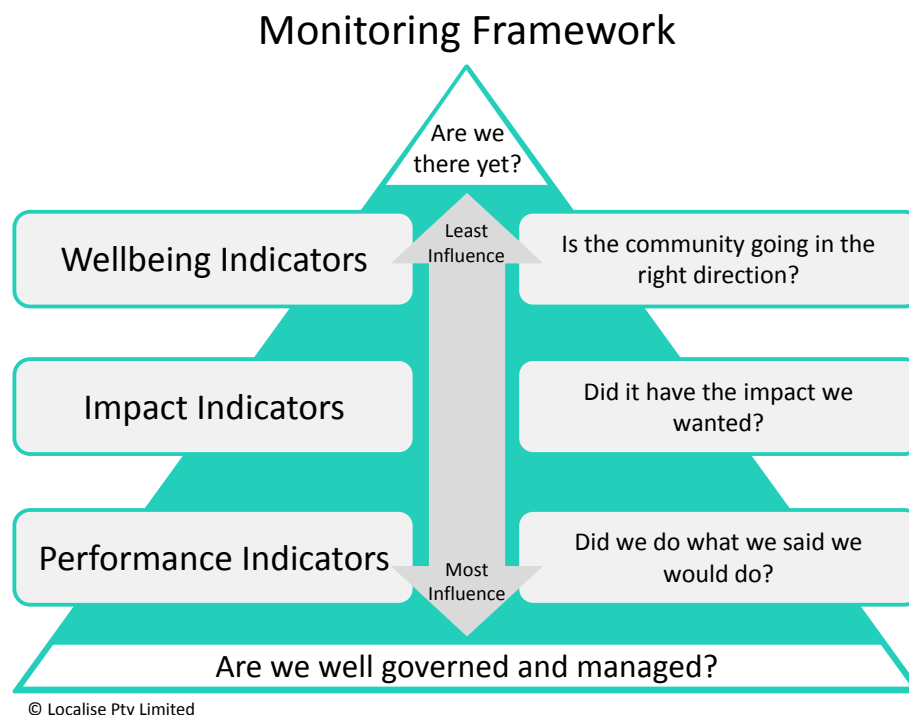 Monitoring Framework
Are we
there yet?
Least
Influence
Wellbeing Indicators
Is the community going in the
right direction?
Impact Indicators
Did it have the impact we
wanted?
Performance Indicators
Did we do what we said we
would do?
Most
Influence
Are we well governed and managed?
© Localise Pty Limited